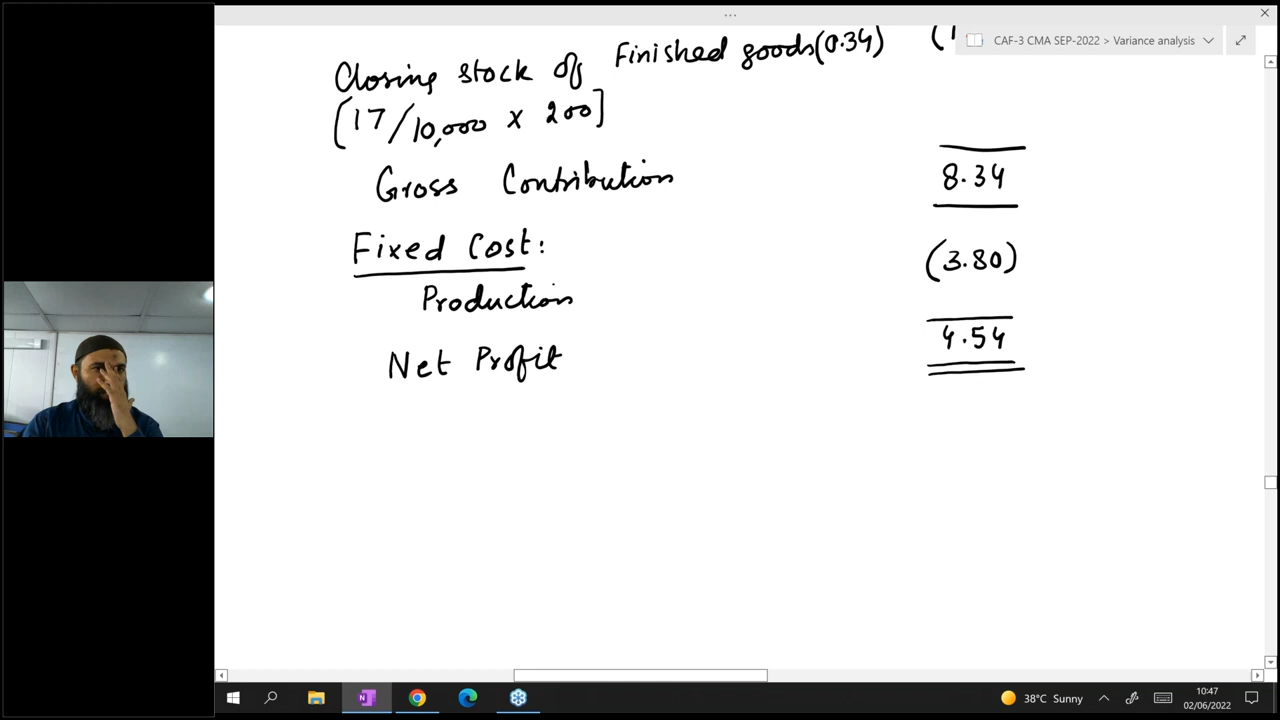 CAF-3 CMA SEP-2022 > Variance analysis
Closing stock of Finished goods (0.34)
[17/10,000 x 200]
Gross Contribution 8.34
Fixed Cost:
Production (3.80)
Net Profit 4.54
38°C Sunny
10:47
02/06/2022